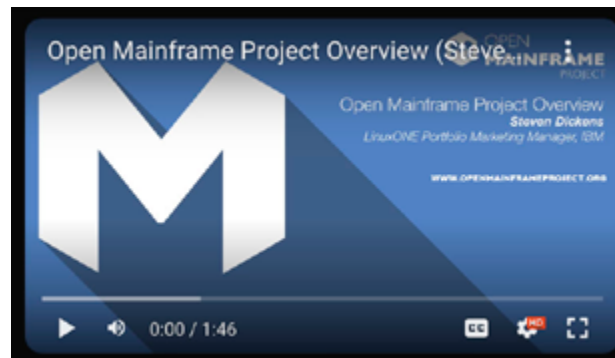 Open Mainframe Project Overview (Steve...
OPEN
MAINFRAME
PROJECT
Open Mainframe Project Overview
Steven Dickens
LinuxONE Portfolio Marketing Manager, IBM
WWW.OPENMAINFRAMEPROJECT.ORG
M
0:00 / 1:46
CC
HD